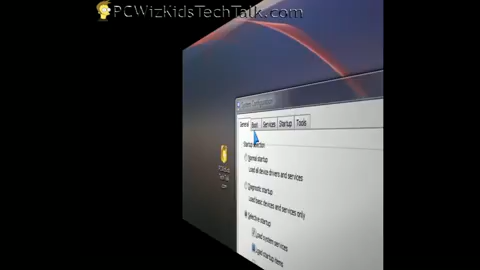 PCWizKidsTechTalk.com
General Boot Services Startup Tools
Startup selection
Normal startup
Load all device drivers and services
Diagnostic startup
Load basic devices and services only
Selective startup
Load system services
Load startup items